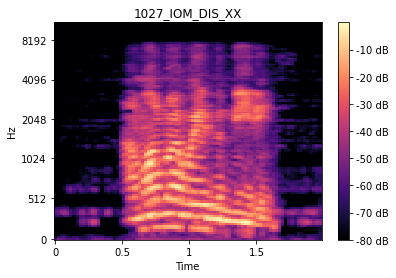 1027_IOM_DIS_XX
8192
4096
2048
1024
512
0
Hz
0
0.5
1
1.5
Time
-10 dB
-20 dB
-30 dB
-40 dB
-50 dB
-60 dB
-70 dB
-80 dB